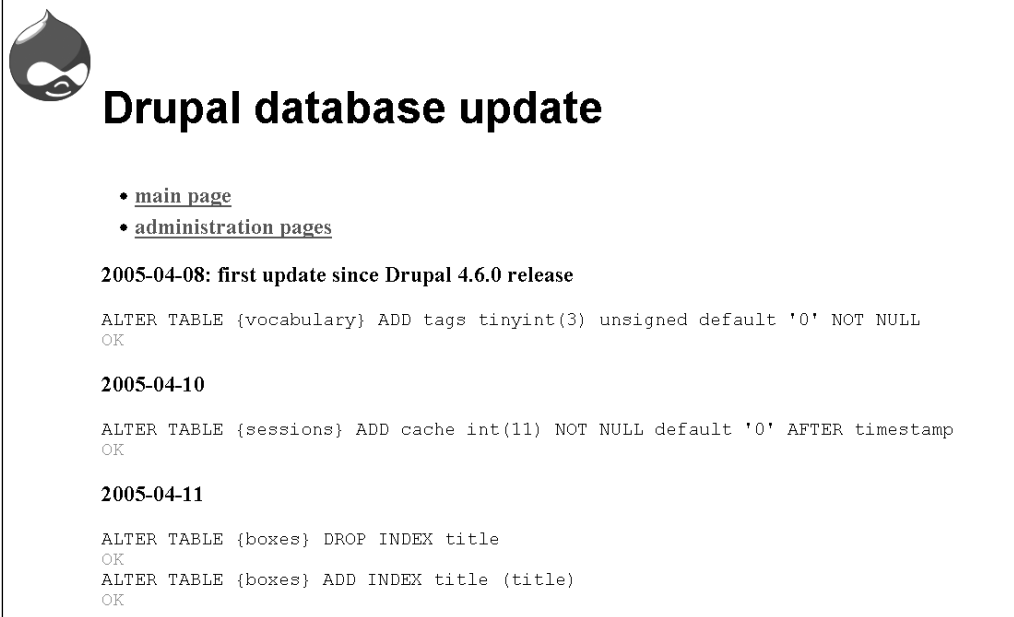 Drupal database update
• main page
• administration pages
2005-04-08: first update since Drupal 4.6.0 release
ALTER TABLE {vocabulary} ADD tags tinyint(3) unsigned default '0' NOT NULL
OK
2005-04-10
ALTER TABLE {sessions} ADD cache int(11) NOT NULL default '0' AFTER timestamp
OK
2005-04-11
ALTER TABLE {boxes} DROP INDEX title
OK
ALTER TABLE {boxes} ADD INDEX title (title)
OK